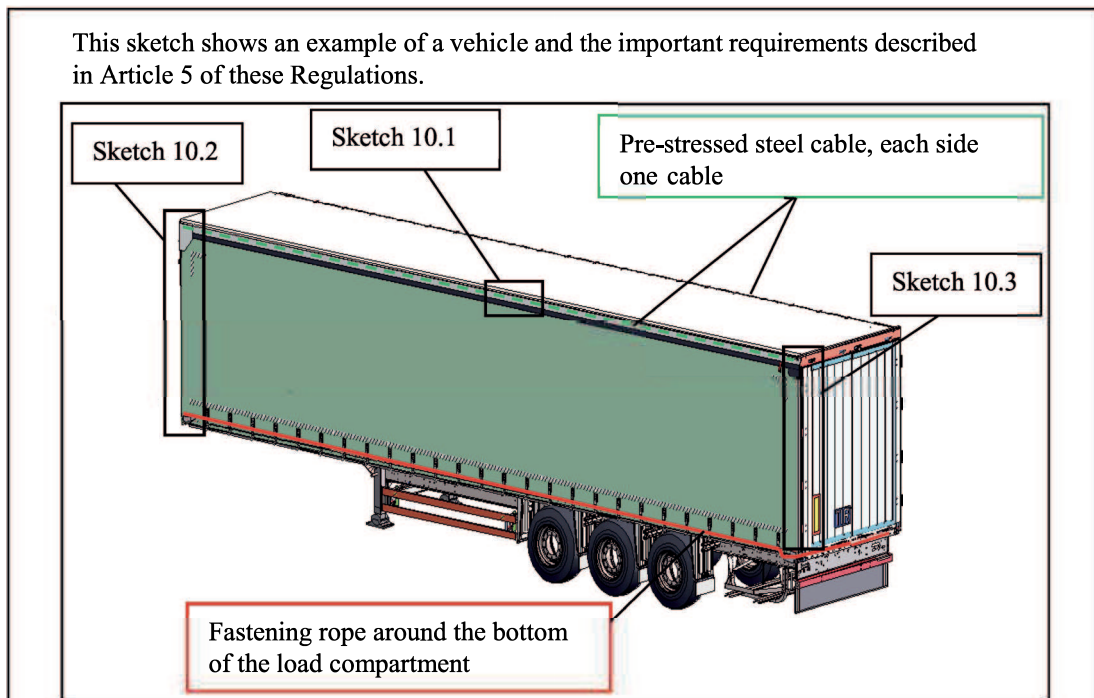 This sketch shows an example of a vehicle and the important requirements described
in Article 5 of these Regulations.
Sketch 10.2
Sketch 10.1
Pre-stressed steel cable, each side
one cable
Sketch 10.3
Fastening rope around the bottom
of the load compartment